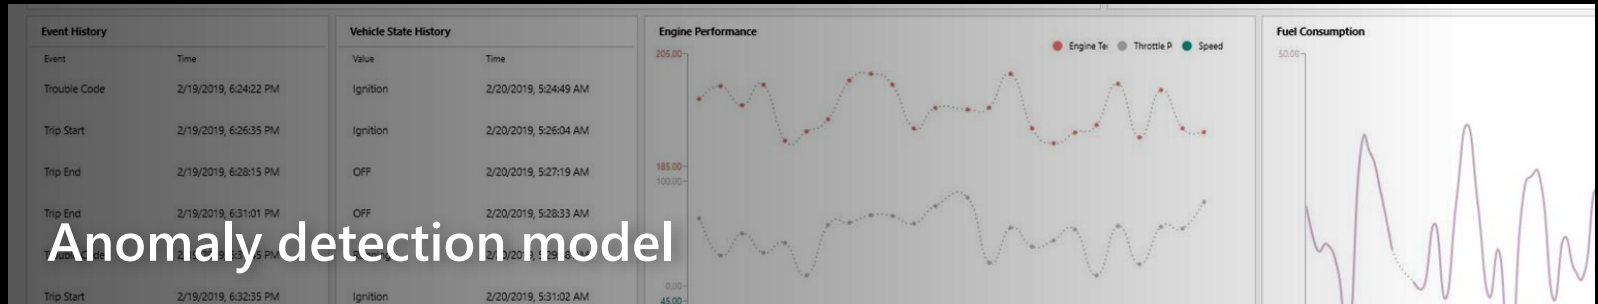 Event History
Event Time
Trouble Code 2/19/2019, 6:24:22 PM
Trip Start 2/19/2019, 6:26:35 PM
Trip End 2/19/2019, 6:28:15 PM
Trip End 2/19/2019, 6:31:01 PM
Trip Start 2/19/2019, 6:32:35 PM
Vehicle State History
Value Time
Ignition 2/20/2019, 5:24:49 AM
Ignition 2/20/2019, 5:26:04 AM
OFF 2/20/2019, 5:27:19 AM
OFF 2/20/2019, 5:28:33 AM
Ignition 2/20/2019, 5:31:02 AM
Engine Performance
Engine Te Throttle P Speed
205.00
185.00
100.00
0.00
45.00
Fuel Consumption
50.00
Anomaly detection model